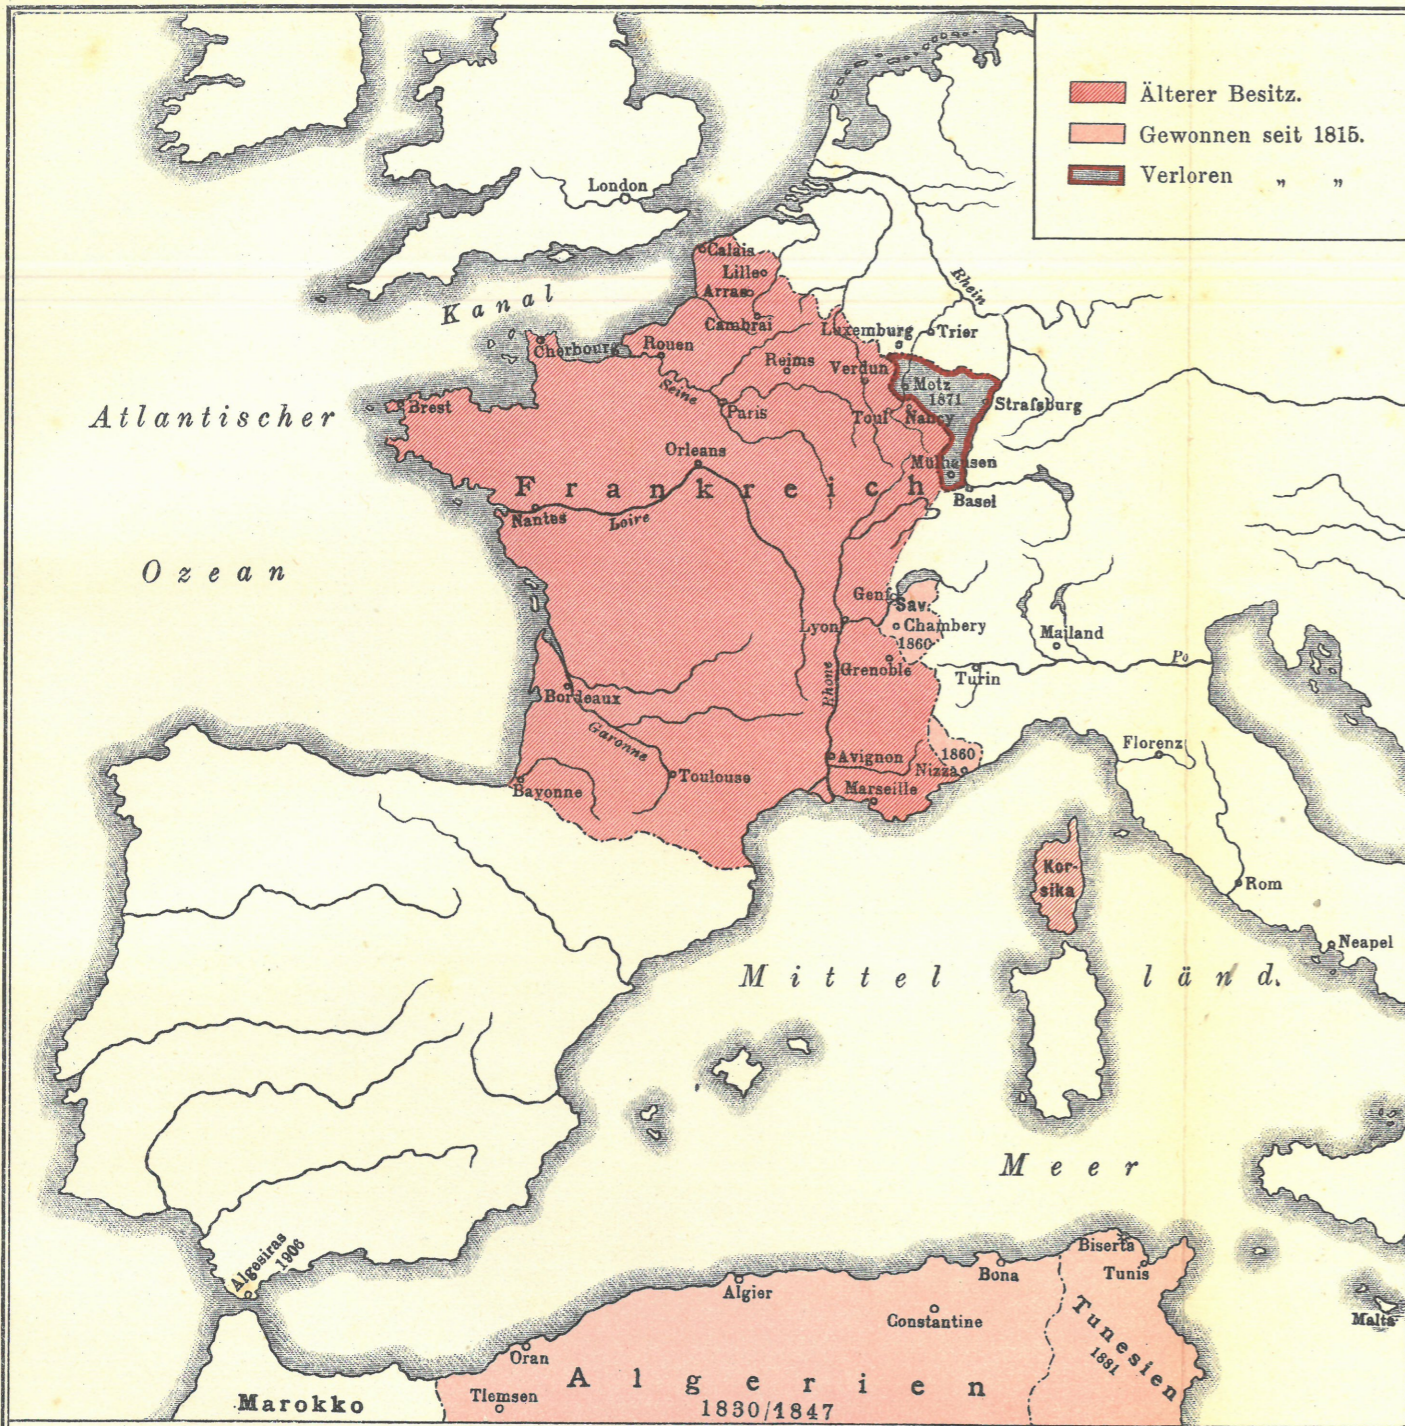 Älterer Besitz.
Gewonnen seit 1815.
Verloren „ „
London
Kanal
Calais
Lille
Arras
Cambrai
Rhein
Luxemburg
Trier
Cherbourg
Rouen
Reims
Verdun
Metz
1871
Seine
Paris
Toul
Nancy
Straßburg
Brest
Atlantischer
Ozean
Orleans
Mülhausen
Frankreich
Basel
Nantes
Loire
Genf
Sav.
Chambery
1860
Lyon
Grenoble
Rhone
Mailand
Turin
Po
Bordeaux
Garonne
Toulouse
Bayonne
Avignon
Marseille
1860
Nizza
Florenz
Kor-
sika
Rom
Neapel
Mittel länd.
Meer
Algesiras
1906
Biserta
Tunis
Bona
Algier
Constantine
Malta
Tunesien
1881
Oran
Algerien
1830/1847
Tlemsen
Marokko